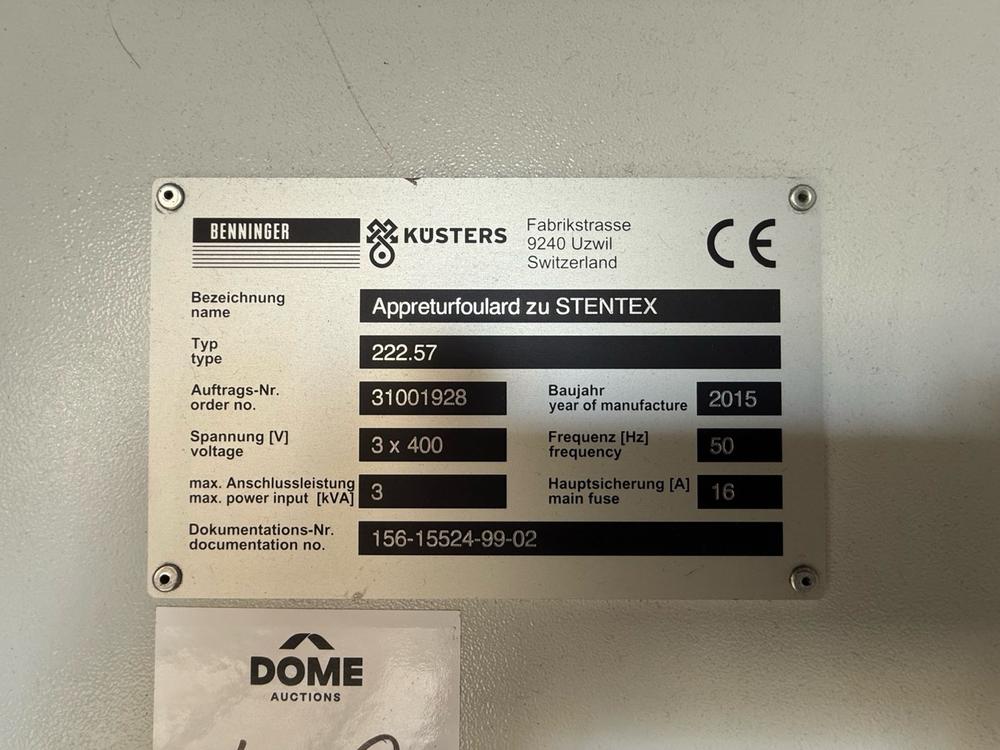 BENNINGER
KÜSTERS
Fabrikstrasse
9240 Uzwil
Switzerland
CE
Bezeichnung
name
Appreturfoulard zu STENTEX
Typ
type
222.57
Auftrags-Nr.
order no.
31001928
Baujahr
year of manufacture
2015
Spannung [V]
voltage
3 x 400
Frequenz [Hz]
frequency
50
max. Anschlussleistung
max. power input [kVA]
3
Hauptsicherung [A]
main fuse
16
Dokumentations-Nr.
documentation no.
156-15524-99-02
DOME
AUCTIONS